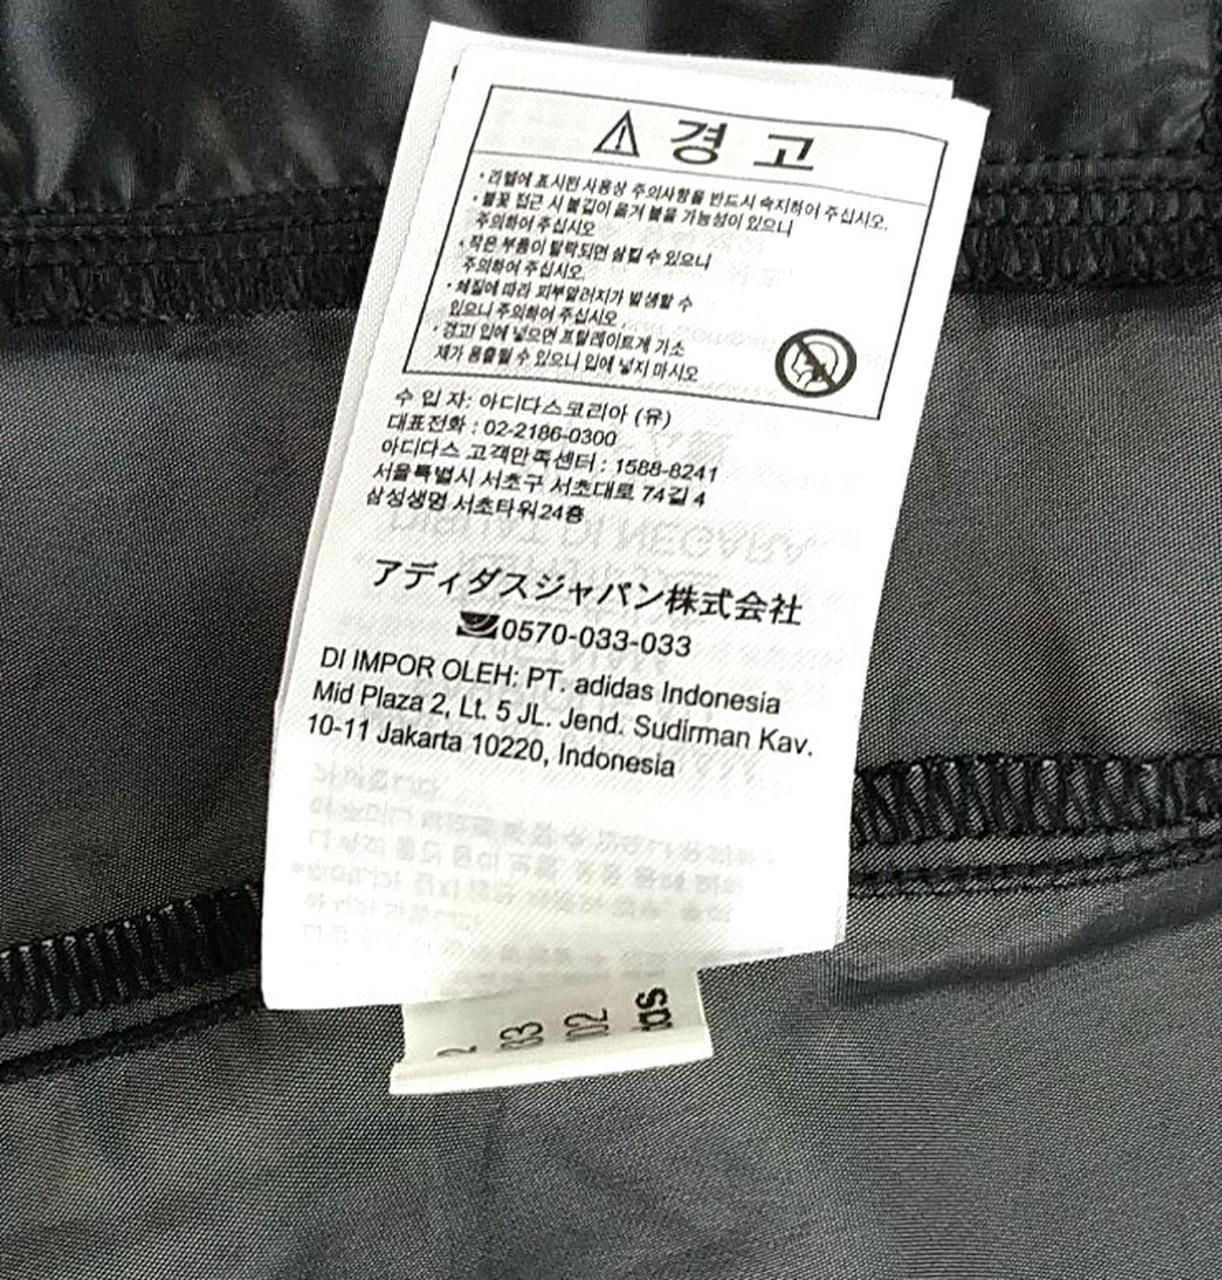 ⚠ 경 고
· 라벨에 표시된 사용상 주의사항을 반드시 숙지하여 주십시오.
· 불꽃 접근 시 불길이 옮겨 붙을 가능성이 있으니
주의하여 주십시오
· 작은 부품이 탈락되면 삼킬 수 있으니
주의하여 주십시오.
· 체질에 따라 피부알러지가 발생할 수
있으니 주의하여 주십시오.
· 경고! 입에 넣으면 프탈레이트계 가소
제가 용출될 수 있으니 입에 넣지 마시오
수 입 자: 아디다스코리아 (유)
대표전화 : 02-2186-0300
아디다스 고객만족센터 : 1588-8241
서울특별시 서초구 서초대로 74길 4
삼성생명 서초타워24층
アディダスジャパン株式会社
0570-033-033
DI IMPOR OLEH: PT. adidas Indonesia
Mid Plaza 2, Lt. 5 JL. Jend. Sudirman Kav.
10-11 Jakarta 10220, Indonesia